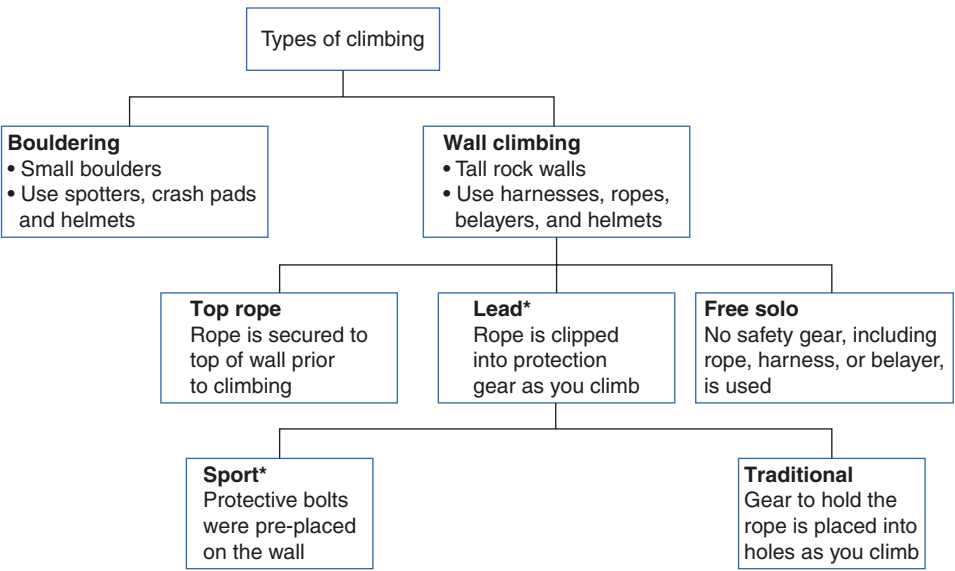 Types of climbing
Bouldering
• Small boulders
• Use spotters, crash pads
and helmets
Wall climbing
• Tall rock walls
• Use harnesses, ropes,
belayers, and helmets
Top rope
Rope is secured to
top of wall prior
to climbing
Lead*
Rope is clipped
into protection
gear as you climb
Free solo
No safety gear, including
rope, harness, or belayer,
is used
Sport*
Protective bolts
were pre-placed
on the wall
Traditional
Gear to hold the
rope is placed into
holes as you climb